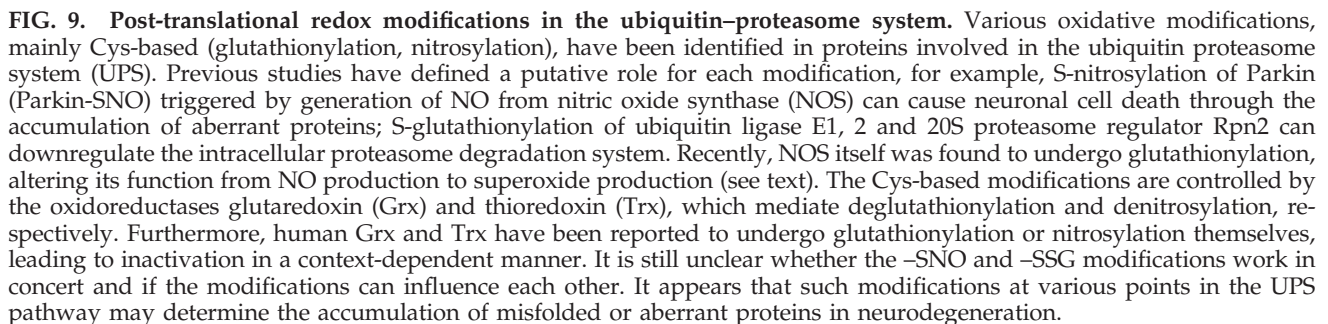 FIG. 9. Post-translational redox modifications in the ubiquitin–proteasome system. Various oxidative modifications,
mainly Cys-based (glutathionylation, nitrosylation), have been identified in proteins involved in the ubiquitin proteasome
system (UPS). Previous studies have defined a putative role for each modification, for example, S-nitrosylation of Parkin
(Parkin-SNO) triggered by generation of NO from nitric oxide synthase (NOS) can cause neuronal cell death through the
accumulation of aberrant proteins; S-glutathionylation of ubiquitin ligase E1, 2 and 20S proteasome regulator Rpn2 can
downregulate the intracellular proteasome degradation system. Recently, NOS itself was found to undergo glutathionylation,
altering its function from NO production to superoxide production (see text). The Cys-based modifications are controlled by
the oxidoreductases glutaredoxin (Grx) and thioredoxin (Trx), which mediate deglutathionylation and denitrosylation, re-
spectively. Furthermore, human Grx and Trx have been reported to undergo glutathionylation or nitrosylation themselves,
leading to inactivation in a context-dependent manner. It is still unclear whether the –SNO and –SSG modifications work in
concert and if the modifications can influence each other. It appears that such modifications at various points in the UPS
pathway may determine the accumulation of misfolded or aberrant proteins in neurodegeneration.